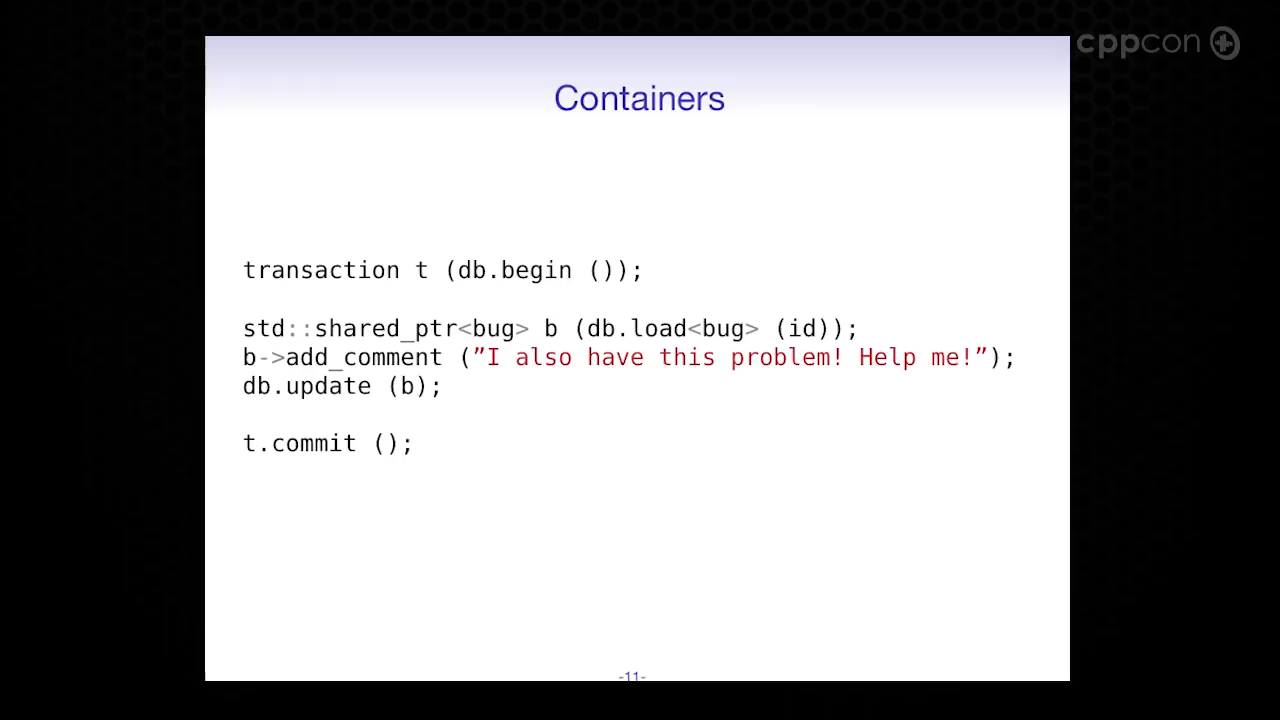 cppcon
Containers
transaction t (db.begin ());
std::shared_ptr<bug> b (db.load<bug> (id));
b->add_comment (”I also have this problem! Help me!”);
db.update (b);
t.commit ();
-11-